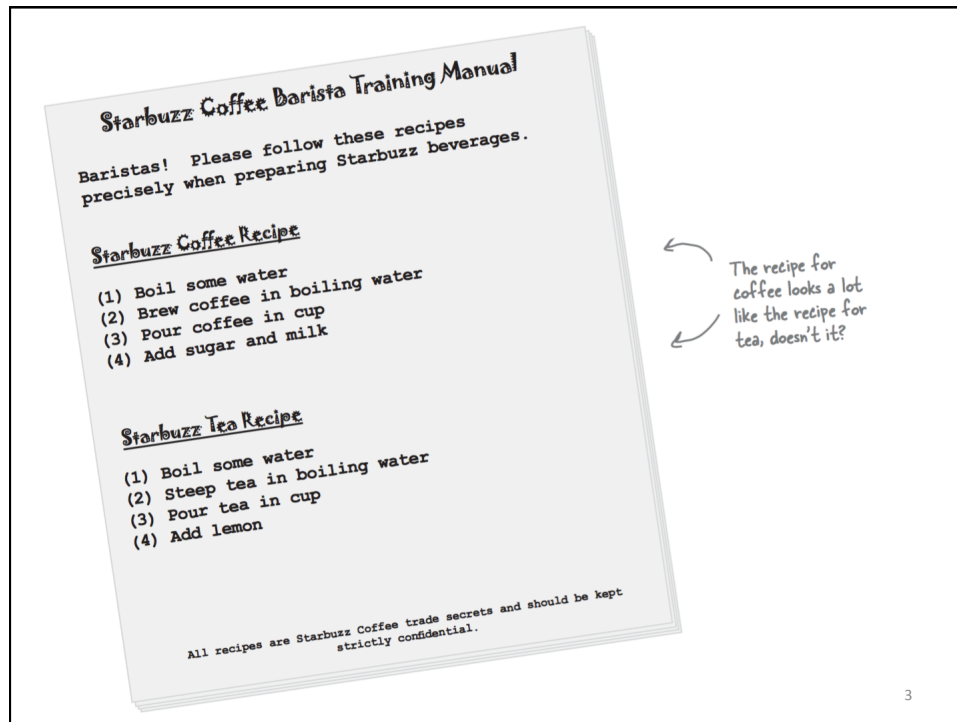 Starbuzz Coffee Barista Training Manual
Baristas! Please follow these recipes
precisely when preparing Starbuzz beverages.
Starbuzz Coffee Recipe
(1) Boil some water
(2) Brew coffee in boiling water
(3) Pour coffee in cup
(4) Add sugar and milk
Starbuzz Tea Recipe
(1) Boil some water
(2) Steep tea in boiling water
(3) Pour tea in cup
(4) Add lemon
All recipes are Starbuzz Coffee trade secrets and should be kept
strictly confidential.
The recipe for
coffee looks a lot
like the recipe for
tea, doesn't it?
3